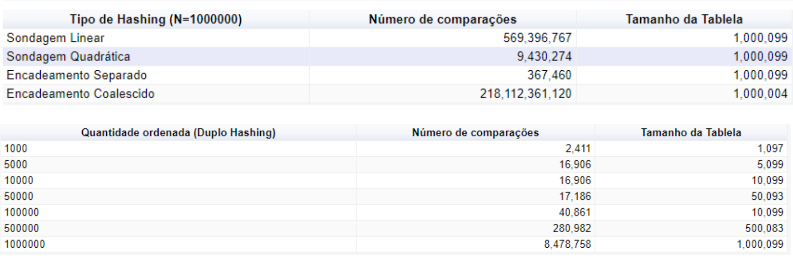 Tipo de Hashing (N=1000000) Número de comparações Tamanho da Tablela
Sondagem Linear 569,396,767 1,000,099
Sondagem Quadrática 9,430,274 1,000,099
Encadeamento Separado 367,460 1,000,099
Encadeamento Coalescido 218,112,361,120 1,000,004
Quantidade ordenada (Duplo Hashing) Número de comparações Tamanho da Tablela
1000 2,411 1,097
5000 16,906 5,099
10000 16,906 10,099
50000 17,186 50,093
100000 40,861 10,099
500000 280,982 500,083
1000000 8,478,758 1,000,099